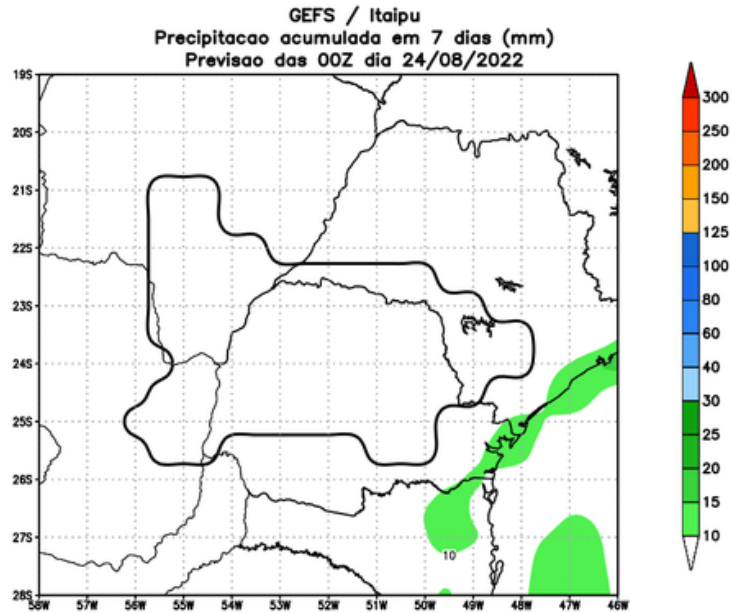 GEFS / Itaipu
Precipitacao acumulada em 7 dias (mm)
Previsao das 00Z dia 24/08/2022
19S
20S
21S
22S
23S
24S
25S
26S
27S
28S
58W 57W 56W 55W 54W 53W 52W 51W 50W 49W 48W 47W 46W
10
300
250
200
150
125
100
80
60
40
30
25
20
15
10